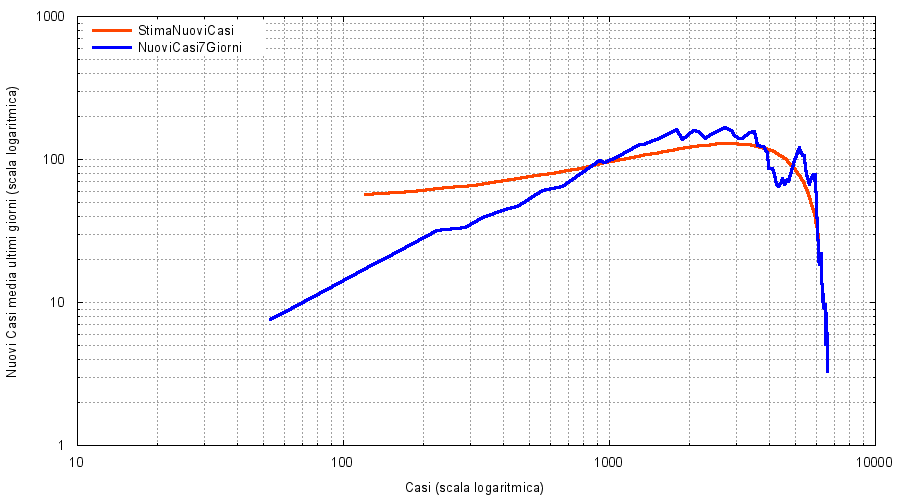 1000
StimaNuoviCasi
NuoviCasi7Giorni
100
10
1
Nuovi Casi media ultimi giorni (scala logaritmica)
10
100
1000
10000
Casi (scala logaritmica)